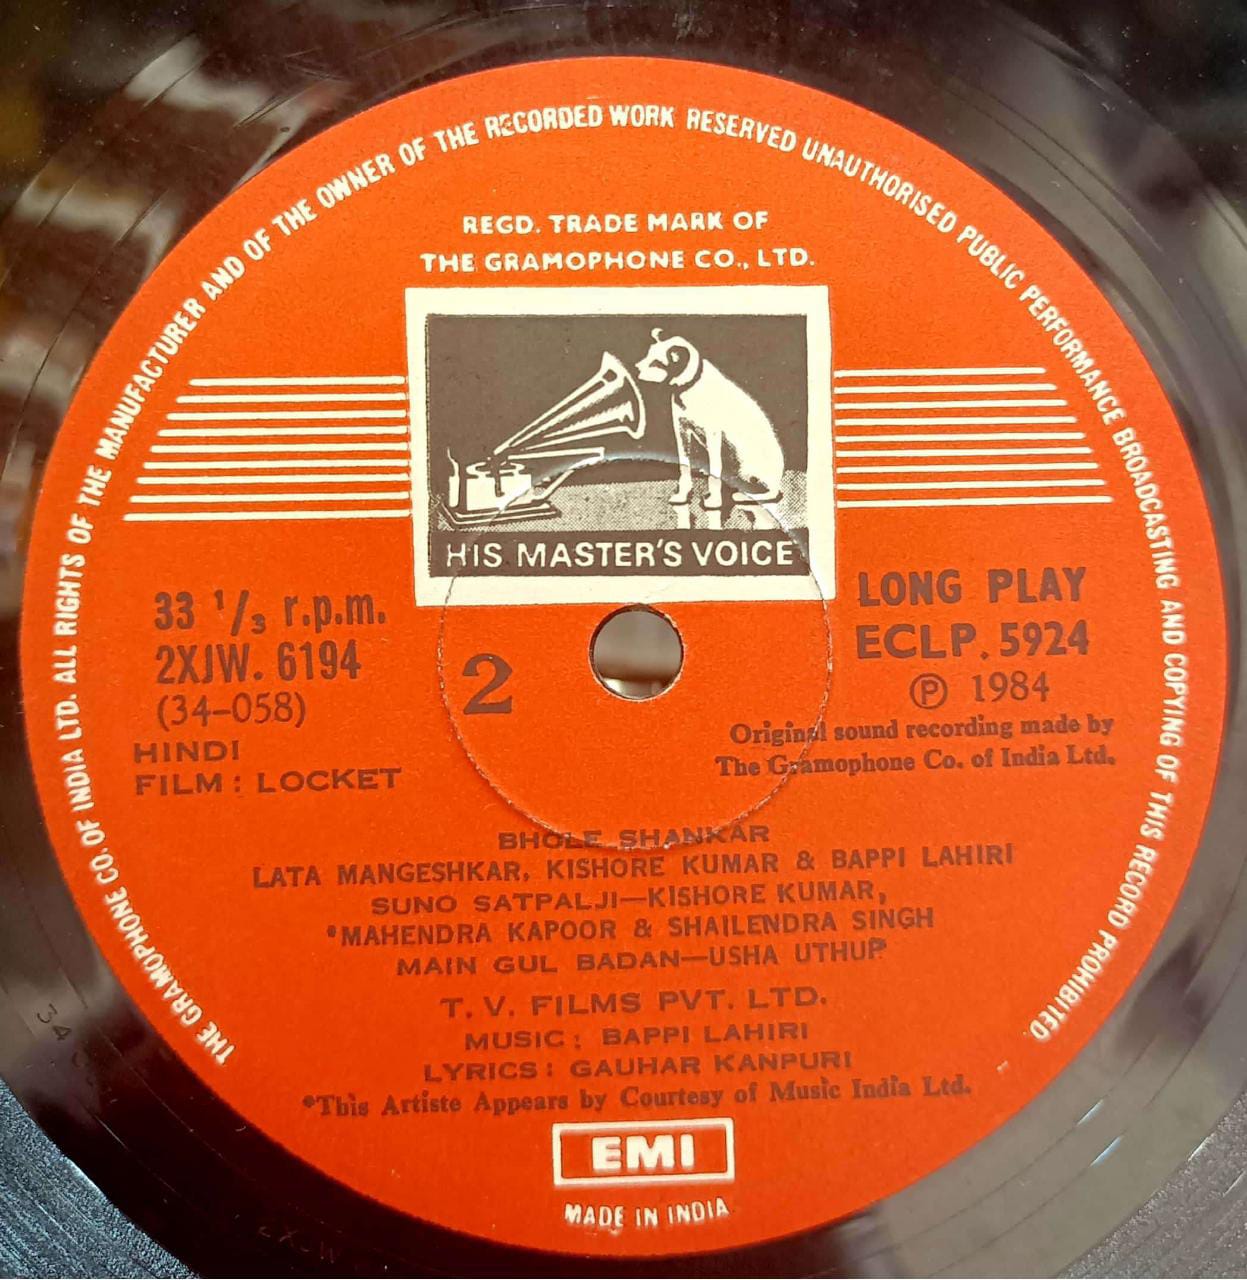 THE GRAMOPHONE CO. OF INDIA LTD. ALL RIGHTS OF THE MANUFACTURER AND OF THE OWNER OF THE RECORDED WORK RESERVED UNAUTHORISED PUBLIC PERFORMANCE BROADCASTING AND COPYING OF THIS RECORD PROHIBITED
REGD. TRADE MARK OF
THE GRAMOPHONE CO., LTD.
HIS MASTER'S VOICE
33 1/3 r.p.m.
2XJW. 6194
(34-058)
HINDI
FILM : LOCKET
2
LONG PLAY
ECLP. 5924
Ⓟ 1984
Original sound recording made by
The Gramophone Co. of India Ltd.
BHOLE SHANKAR
LATA MANGESHKAR, KISHORE KUMAR & BAPPI LAHIRI
SUNO SATPALJI—KISHORE KUMAR,
*MAHENDRA KAPOOR & SHAILENDRA SINGH
MAIN GUL BADAN—USHA UTHUP
T. V. FILMS PVT. LTD.
MUSIC : BAPPI LAHIRI
LYRICS : GAUHAR KANPURI
*This Artiste Appears by Courtesy of Music India Ltd.
EMI
MADE IN INDIA